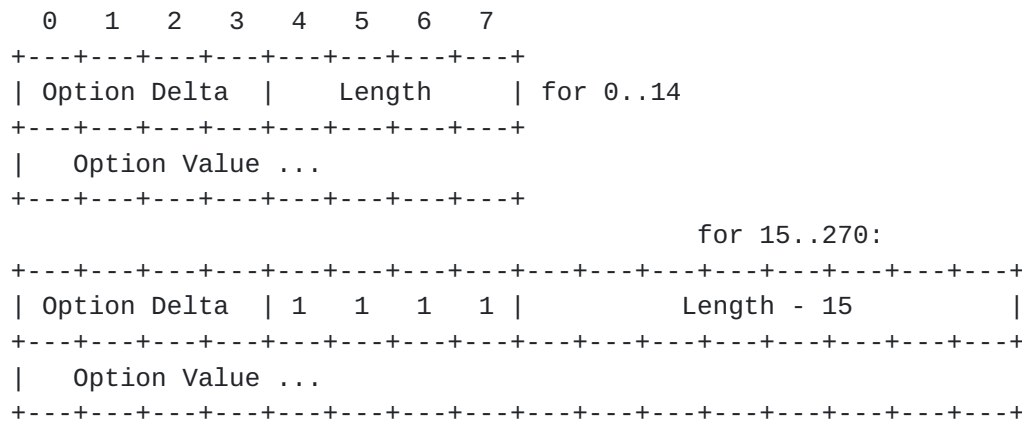 0   1   2   3   4   5   6   7
+---+---+---+---+---+---+---+---+
| Option Delta  |    Length     | for 0..14
+---+---+---+---+---+---+---+---+
|   Option Value ...
+---+---+---+---+---+---+---+---+
                                            for 15..270:
+---+---+---+---+---+---+---+---+---+---+---+---+---+---+---+---+
| Option Delta  | 1   1   1   1 |          Length - 15          |
+---+---+---+---+---+---+---+---+---+---+---+---+---+---+---+---+
|   Option Value ...
+---+---+---+---+---+---+---+---+---+---+---+---+---+---+---+---+